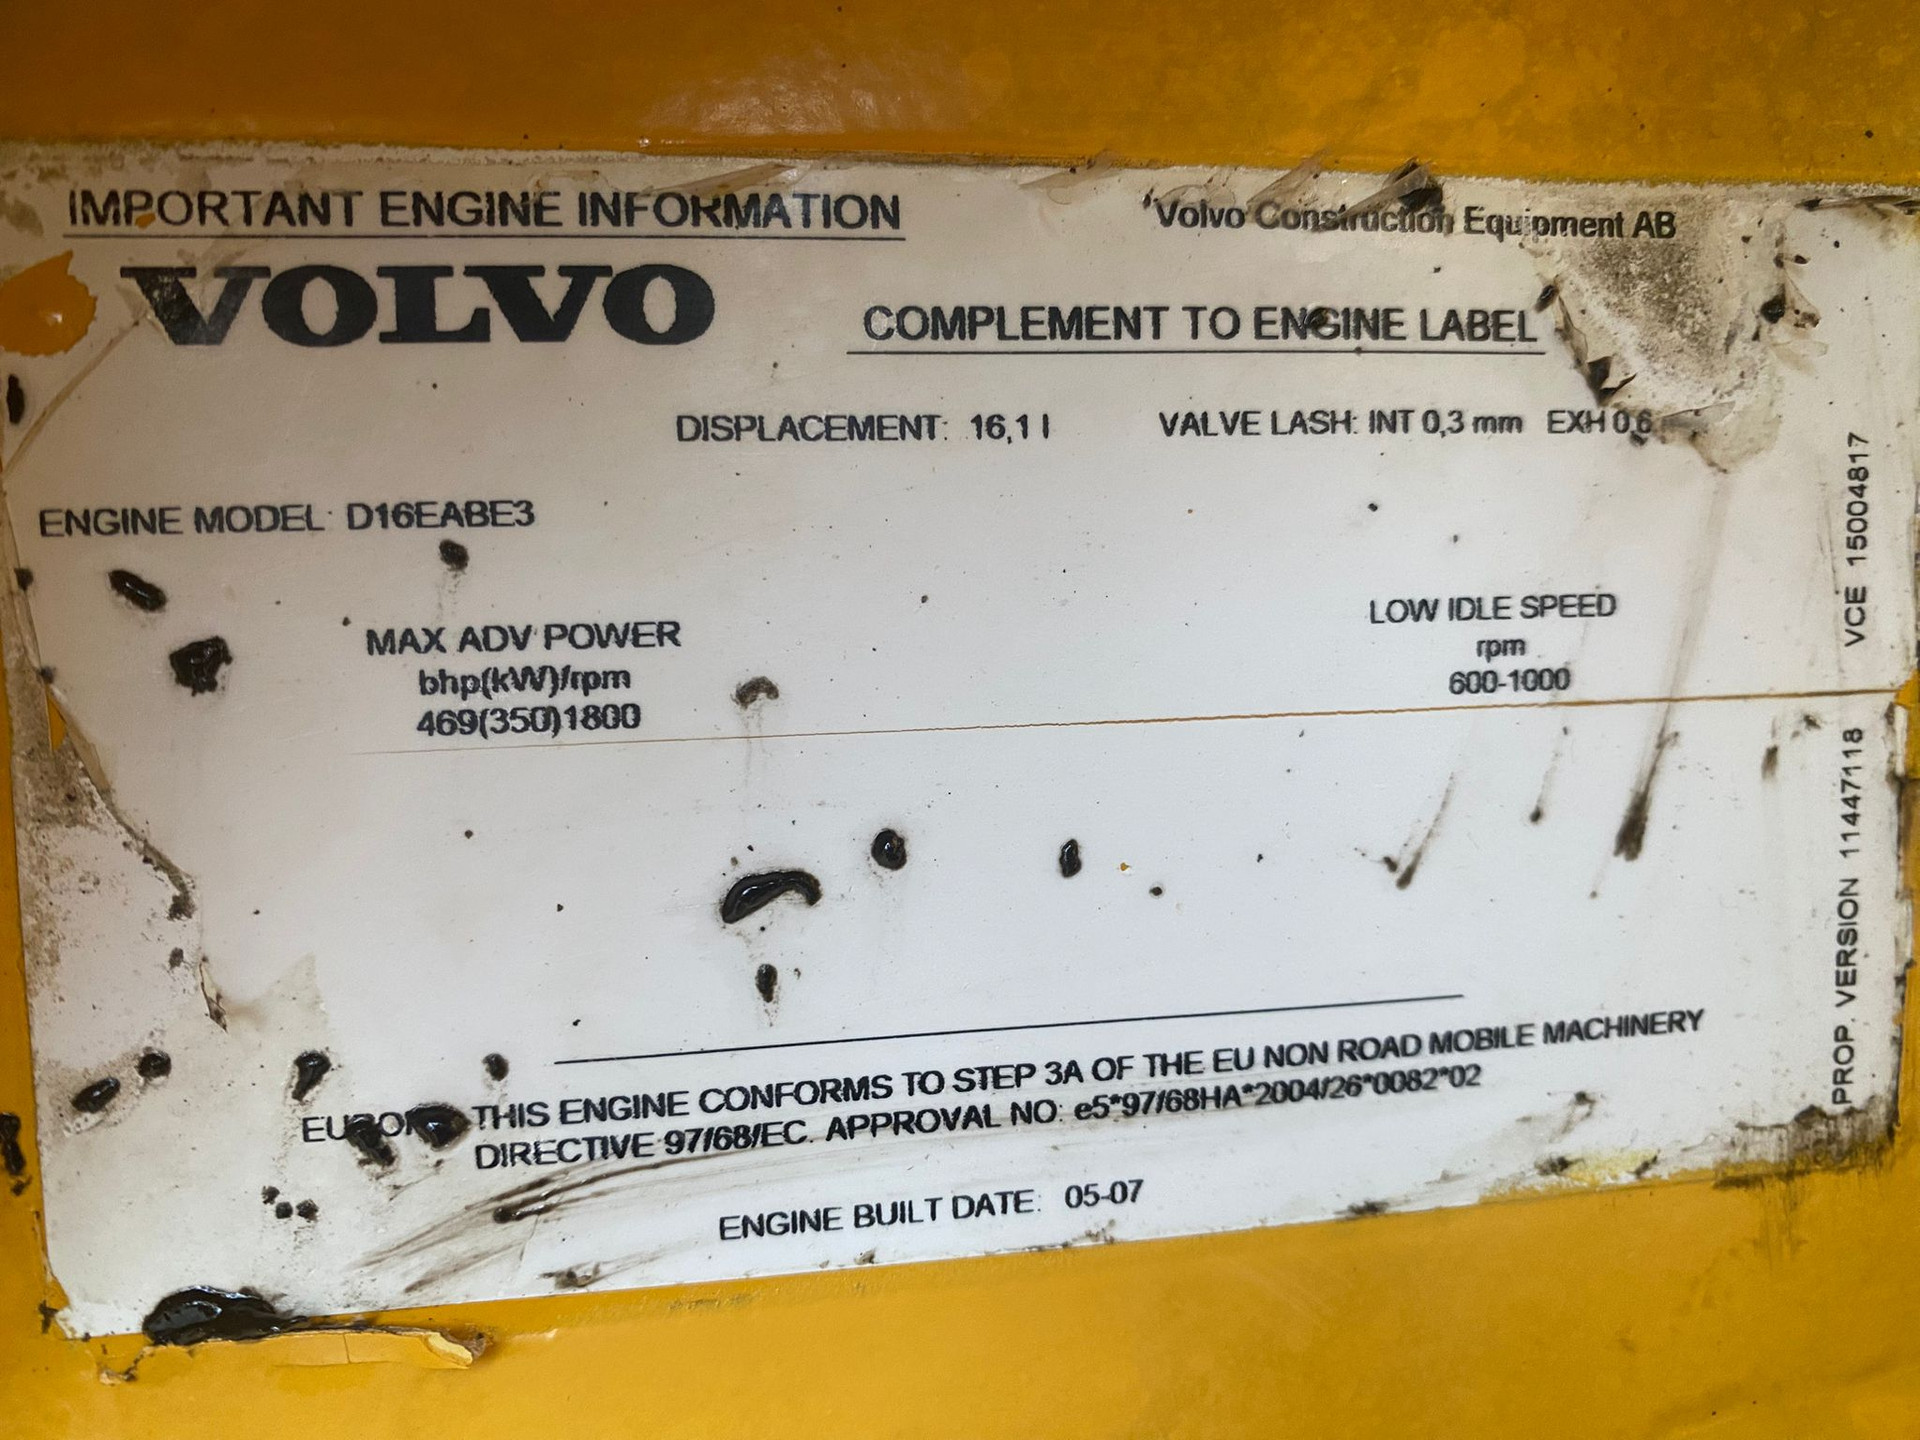 IMPORTANT ENGINE INFORMATION
Volvo Construction Equipment AB
VOLVO
COMPLEMENT TO ENGINE LABEL
DISPLACEMENT: 16,1 l
VALVE LASH: INT 0,3 mm EXH 0,6
ENGINE MODEL: D16EABE3
MAX ADV POWER
bhp(kW)/rpm
469(350)1800
LOW IDLE SPEED
rpm
600-1000
THIS ENGINE CONFORMS TO STEP 3A OF THE EU NON ROAD MOBILE MACHINERY
DIRECTIVE 97/68/EC. APPROVAL NO: e5*97/68HA*2004/26*0082*02
ENGINE BUILT DATE: 05-07
PROP. VERSION 11447118 VCE 15004817